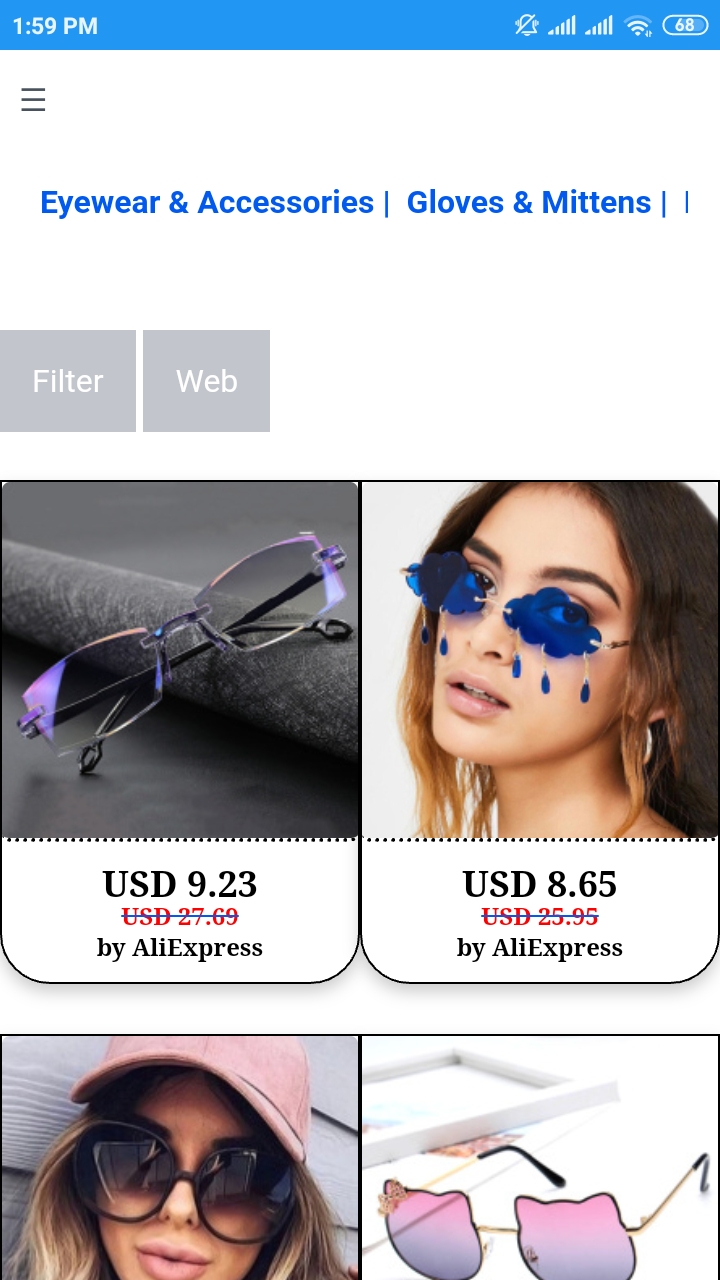 1:59 PM
68
☰
Eyewear & Accessories | Gloves & Mittens |
Filter
Web
USD 9.23
USD 27.69
by AliExpress
USD 8.65
USD 25.95
by AliExpress